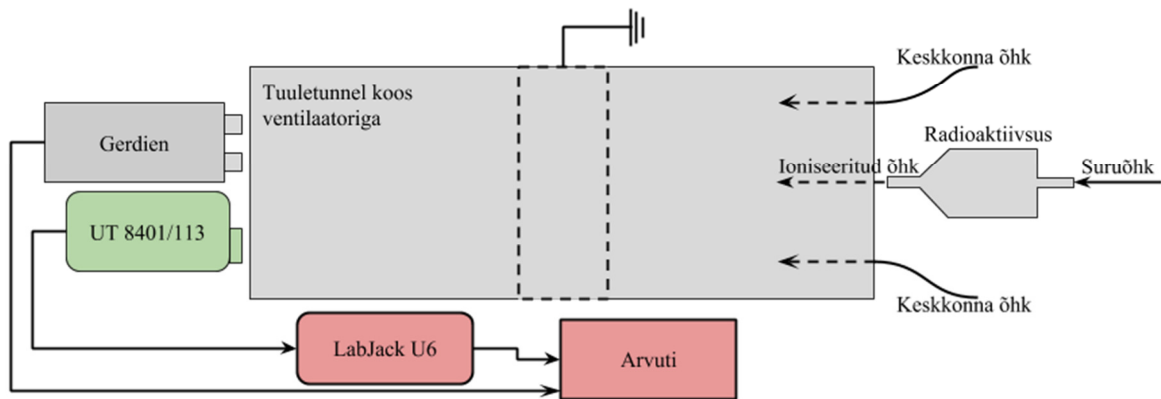 Keskkonna õhk
Tuuletunnel koos
ventilaatoriga
Gerdien
Radioaktiivsus
Ioniseeritud õhk
Suruõhk
UT 8401/113
Keskkonna õhk
LabJack U6
Arvuti